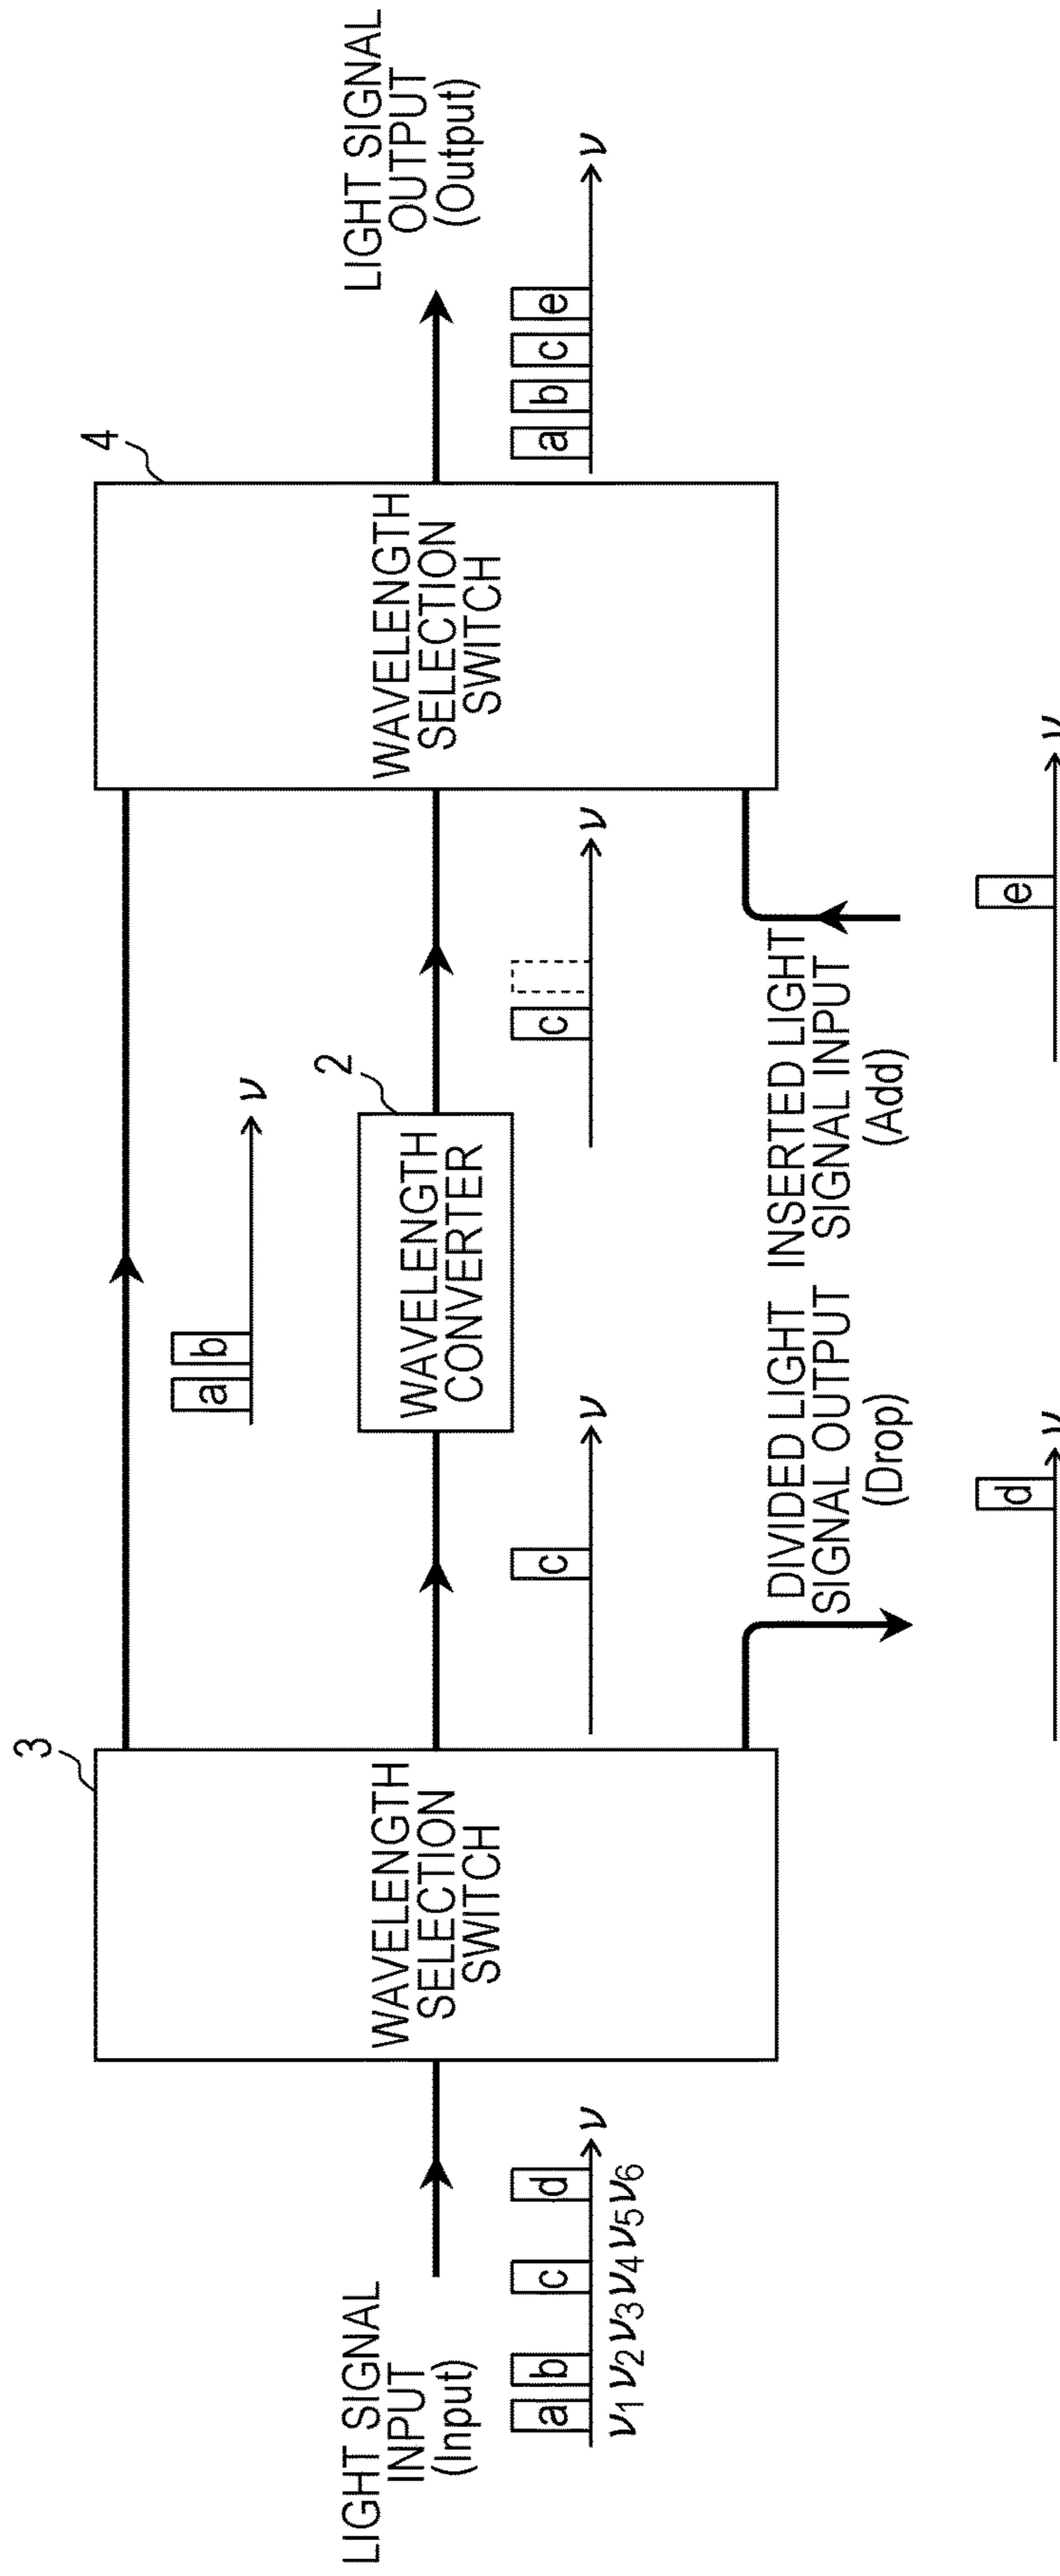 LIGHT SIGNAL
INPUT
(Input)
a b c d ν
ν1 ν2 ν3 ν4 ν5 ν6
3
WAVELENGTH
SELECTION
SWITCH
a b ν
c ν
2
WAVELENGTH
CONVERTER
c ν
DIVIDED LIGHT
SIGNAL OUTPUT
(Drop)
d ν
INSERTED LIGHT
SIGNAL INPUT
(Add)
e ν
4
WAVELENGTH
SELECTION
SWITCH
LIGHT SIGNAL
OUTPUT
(Output)
a b c e ν